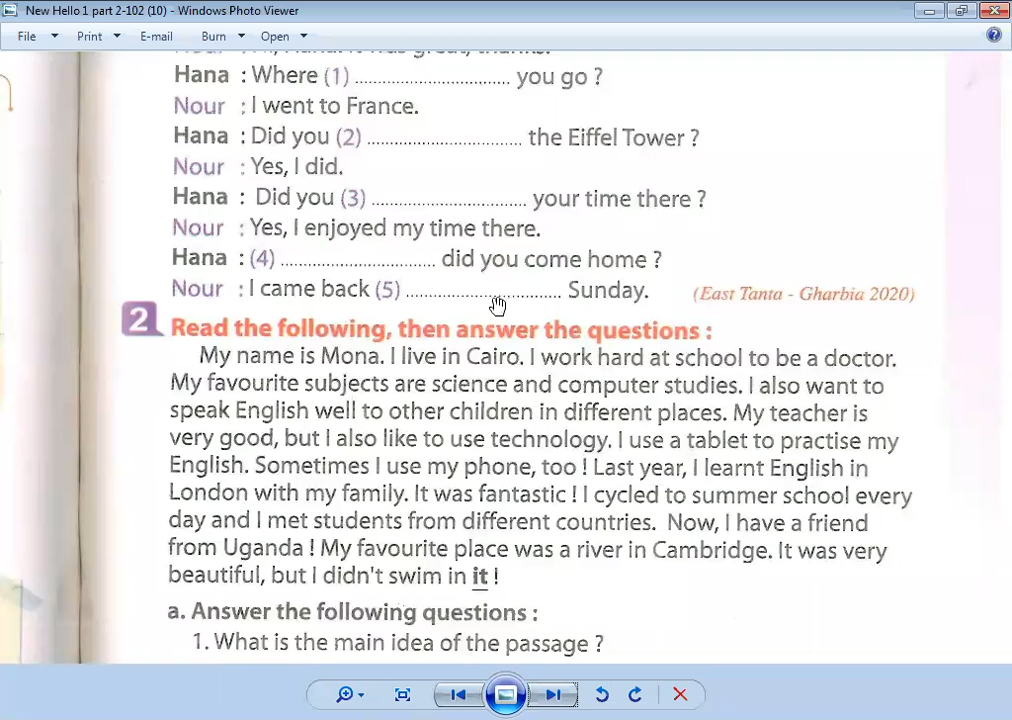 New Hello 1 part 2-102 (10) - Windows Photo Viewer
File Print E-mail Burn Open
Hana : Where (1) .................................. you go ?
Nour : I went to France.
Hana : Did you (2) .................................. the Eiffel Tower ?
Nour : Yes, I did.
Hana : Did you (3) .................................. your time there ?
Nour : Yes, I enjoyed my time there.
Hana : (4) .................................. did you come home ?
Nour : I came back (5) .................................. Sunday. (East Tanta - Gharbia 2020)
2 Read the following, then answer the questions :
My name is Mona. I live in Cairo. I work hard at school to be a doctor.
My favourite subjects are science and computer studies. I also want to
speak English well to other children in different places. My teacher is
very good, but I also like to use technology. I use a tablet to practise my
English. Sometimes I use my phone, too ! Last year, I learnt English in
London with my family. It was fantastic ! I cycled to summer school every
day and I met students from different countries. Now, I have a friend
from Uganda ! My favourite place was a river in Cambridge. It was very
beautiful, but I didn't swim in it !
a. Answer the following questions :
1. What is the main idea of the passage ?